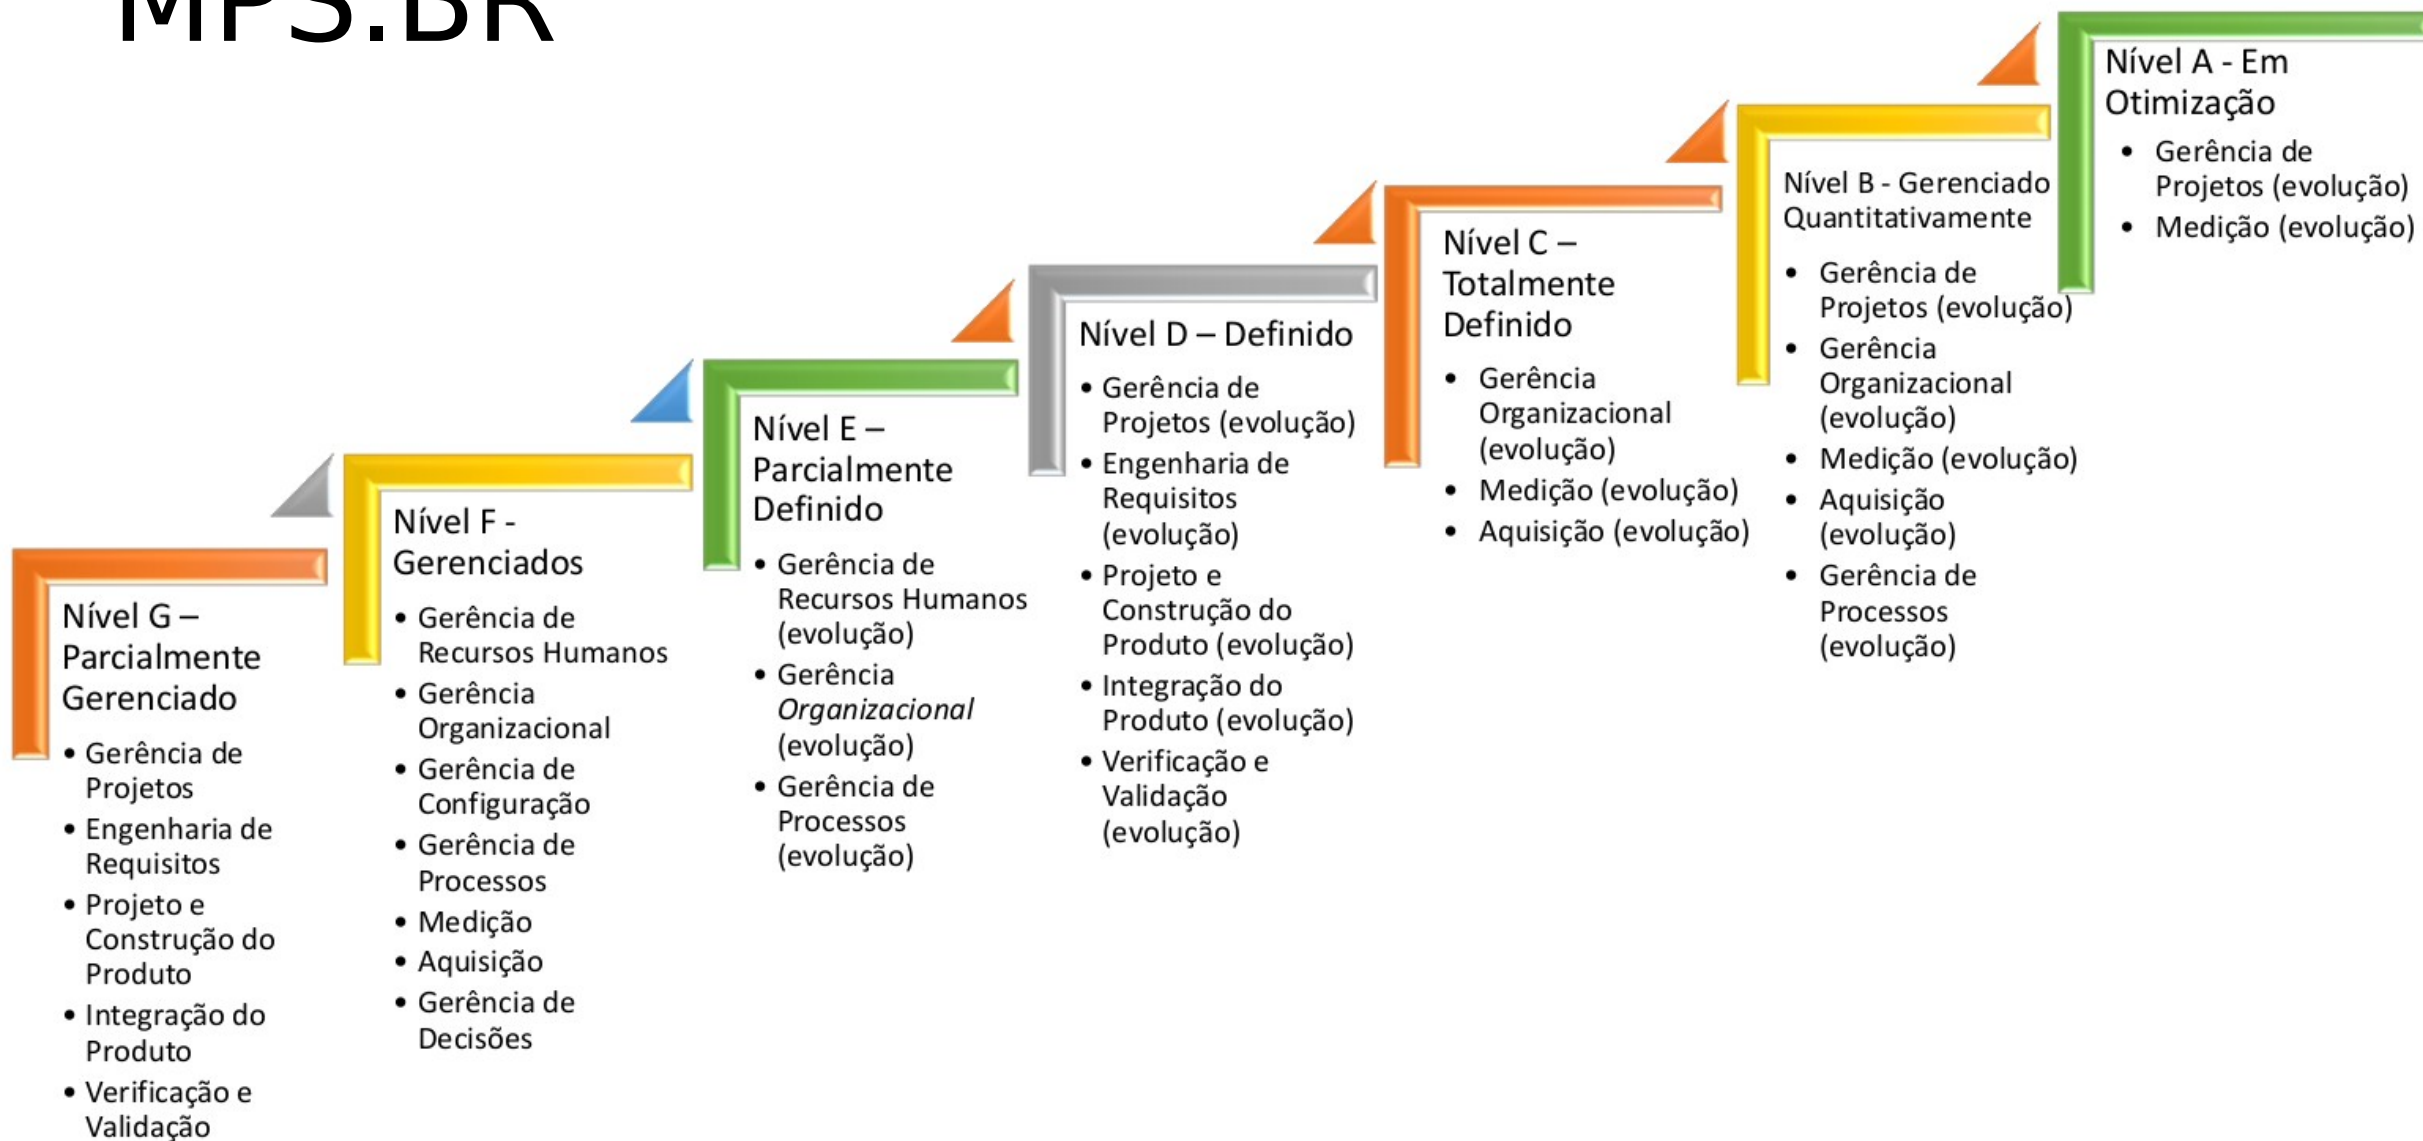 MPS.BR
Nível G –
Parcialmente
Gerenciado
• Gerência de
Projetos
• Engenharia de
Requisitos
• Projeto e
Construção do
Produto
• Integração do
Produto
• Verificação e
Validação
Nível F -
Gerenciados
• Gerência de
Recursos Humanos
• Gerência
Organizacional
• Gerência de
Configuração
• Gerência de
Processos
• Medição
• Aquisição
• Gerência de
Decisões
Nível E –
Parcialmente
Definido
• Gerência de
Recursos Humanos
(evolução)
• Gerência
Organizacional
(evolução)
• Gerência de
Processos
(evolução)
Nível D – Definido
• Gerência de
Projetos (evolução)
• Engenharia de
Requisitos
(evolução)
• Projeto e
Construção do
Produto (evolução)
• Integração do
Produto (evolução)
• Verificação e
Validação
(evolução)
Nível C –
Totalmente
Definido
• Gerência
Organizacional
(evolução)
• Medição (evolução)
• Aquisição (evolução)
Nível B - Gerenciado
Quantitativamente
• Gerência de
Projetos (evolução)
• Gerência
Organizacional
(evolução)
• Medição (evolução)
• Aquisição
(evolução)
• Gerência de
Processos
(evolução)
Nível A - Em
Otimização
• Gerência de
Projetos (evolução)
• Medição (evolução)